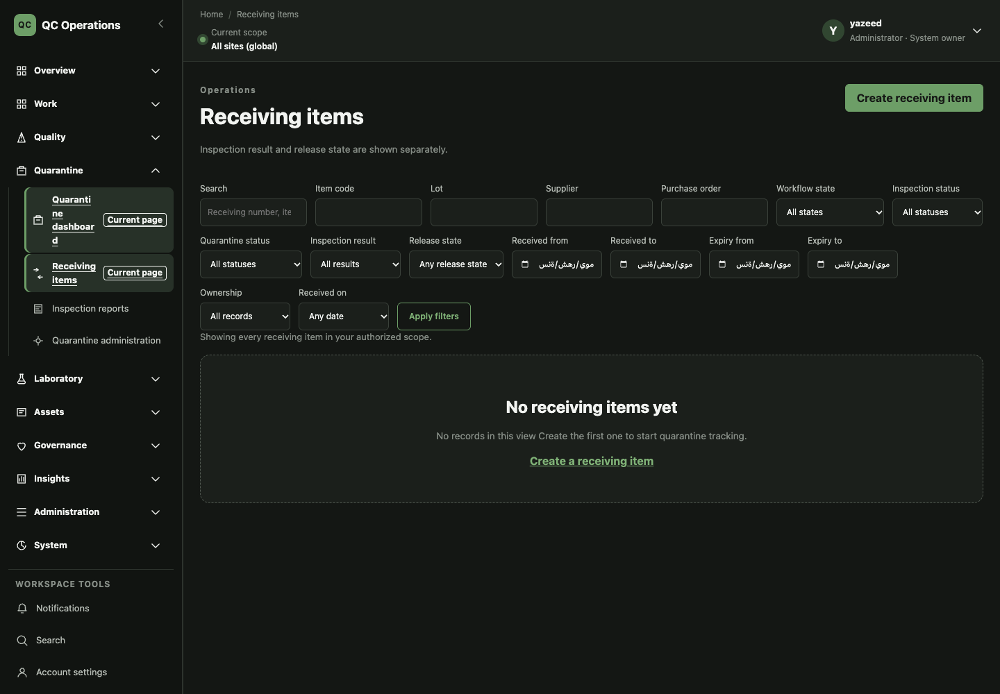 QC QC Operations
Overview
Work
Quality
Quarantine
Quaranti
ne
dashboar
d
Current page
Receiving
items
Current page
Inspection reports
Quarantine administration
Laboratory
Assets
Governance
Insights
Administration
System
WORKSPACE TOOLS
Notifications
Search
Account settings
Home / Receiving items
Current scope
All sites (global)
Y
yazeed
Administrator · System owner
Operations
Receiving items
Inspection result and release state are shown separately.
Create receiving item
Search Item code Lot Supplier Purchase order Workflow state Inspection status
Receiving number, ite All states All statuses
Quarantine status Inspection result Release state Received from Received to Expiry from Expiry to
All statuses All results Any release state موي/رهش/ةنس موي/رهش/ةنس موي/رهش/ةنس موي/رهش/ةنس
Ownership Received on
All records Any date Apply filters
Showing every receiving item in your authorized scope.
No receiving items yet
No records in this view Create the first one to start quarantine tracking.
Create a receiving item